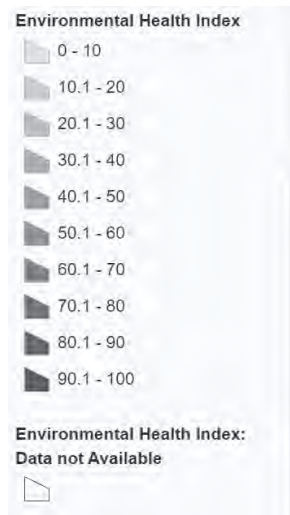 Environmental Health Index
0 - 10
10.1 - 20
20.1 - 30
30.1 - 40
40.1 - 50
50.1 - 60
60.1 - 70
70.1 - 80
80.1 - 90
90.1 - 100
Environmental Health Index:
Data not Available